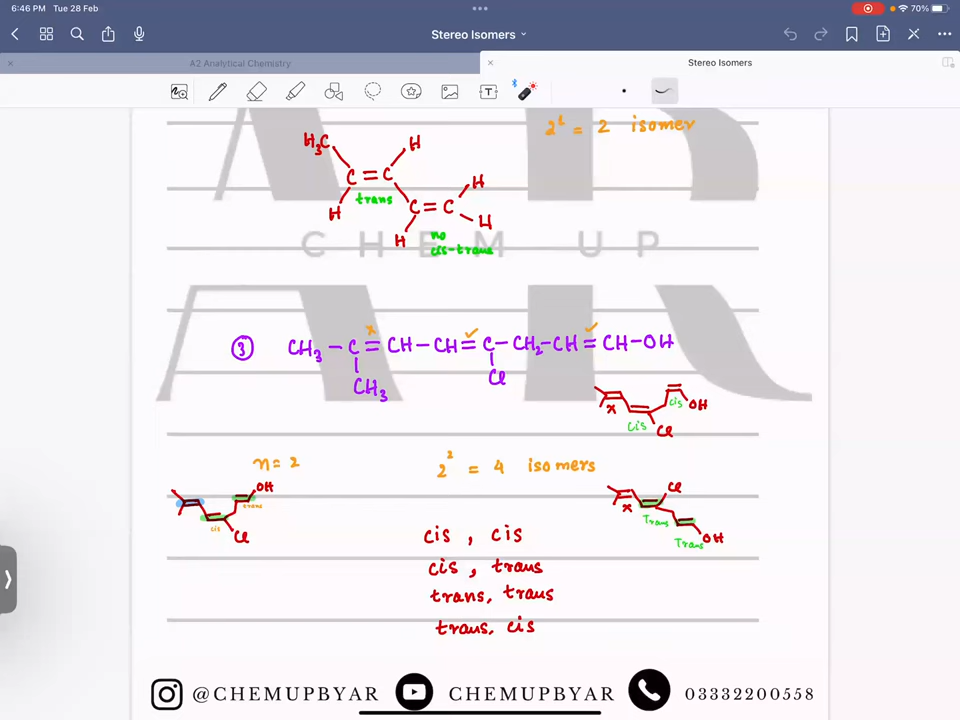 6:46 PM Tue 28 Feb
70%
Stereo Isomers
A2 Analytical Chemistry
Stereo Isomers
2¹ = 2 isomer
H₃C H
C = C H
trans
H C = C
H
H no
cis-trans
CHEM UP
x ✓ ✓
③ CH₃ – C = CH – CH = C – CH₂ – CH = CH – OH
CH₃ Cl
cis OH
x
cis Cl
n = 2
2² = 4 isomers
OH
trans
cis
Cl
Cl
x
Trans
Trans OH
cis , cis
cis , trans
trans, trans
trans, cis
@CHEMUPBYAR CHEMUPBYAR 03332200558